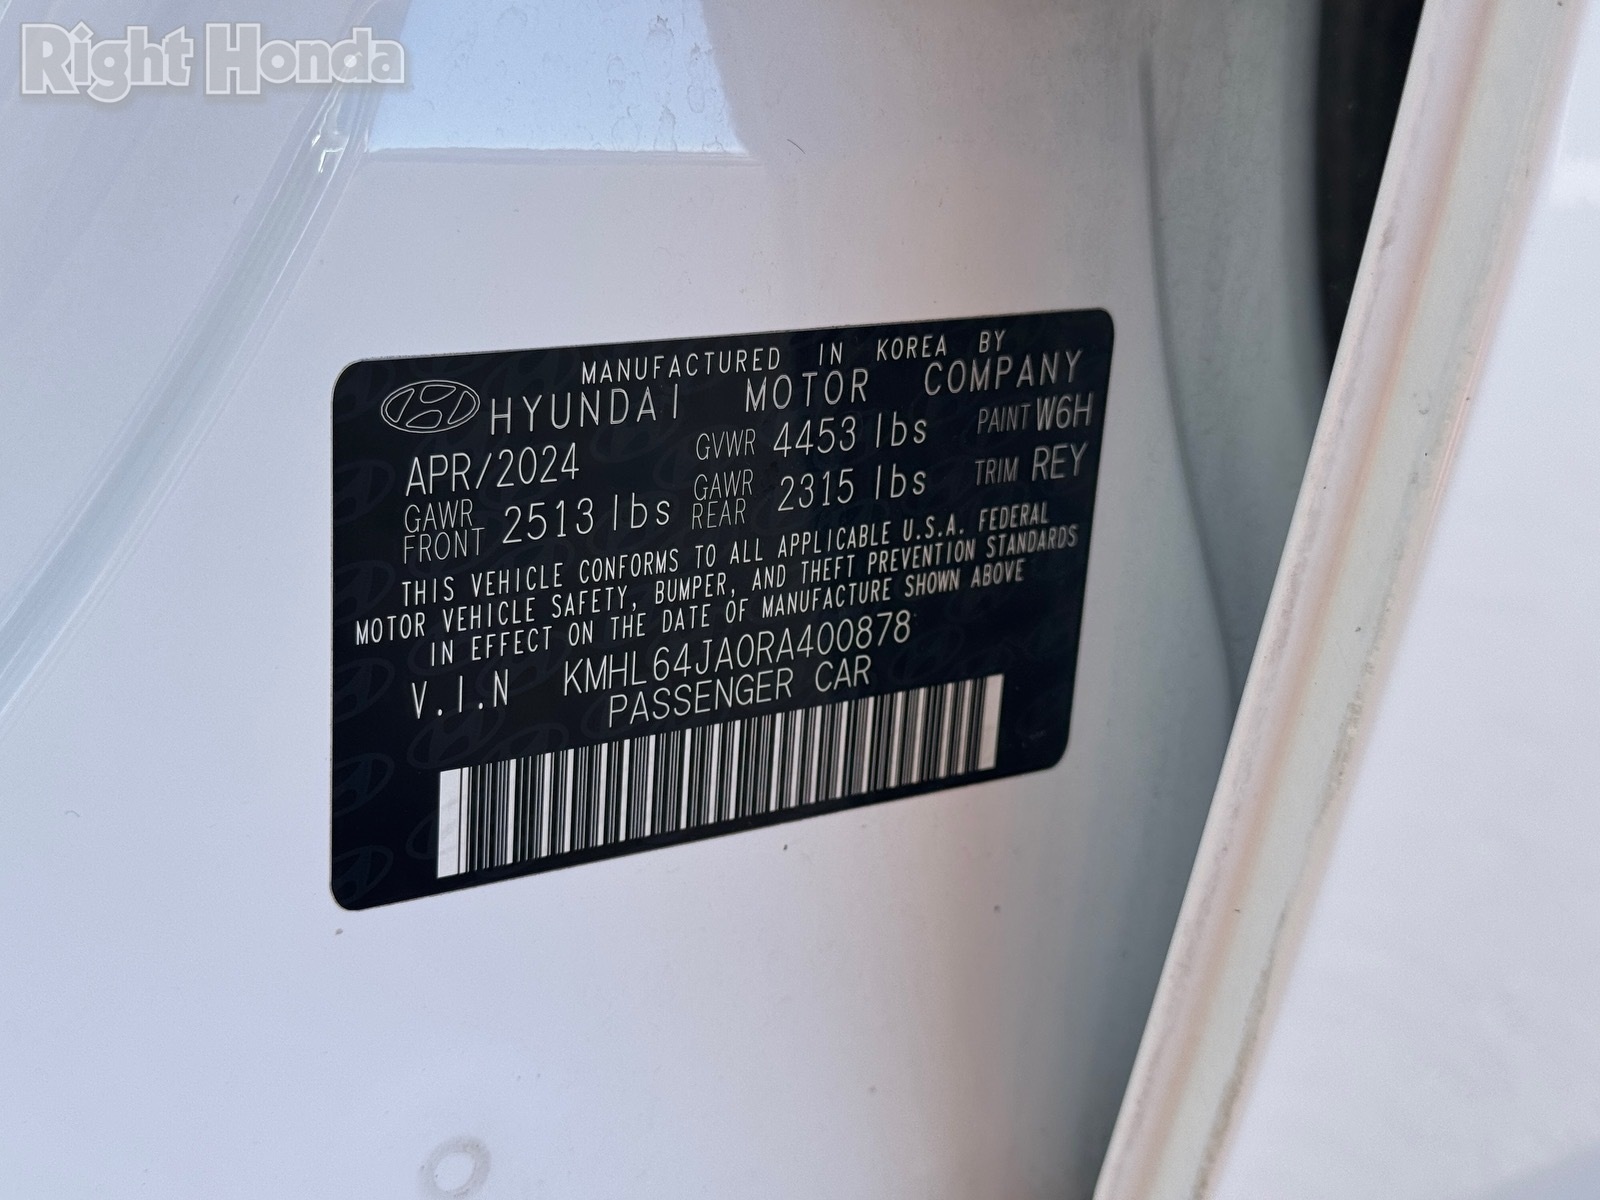 Right Honda
MANUFACTURED IN KOREA BY
HYUNDAI MOTOR COMPANY
APR/2024 GVWR 4453 lbs PAINT W6H
GAWR FRONT 2513 lbs GAWR REAR 2315 lbs TRIM REY
THIS VEHICLE CONFORMS TO ALL APPLICABLE U.S.A. FEDERAL
MOTOR VEHICLE SAFETY, BUMPER, AND THEFT PREVENTION STANDARDS
IN EFFECT ON THE DATE OF MANUFACTURE SHOWN ABOVE
V.I.N KMHL64JA0RA400878
PASSENGER CAR